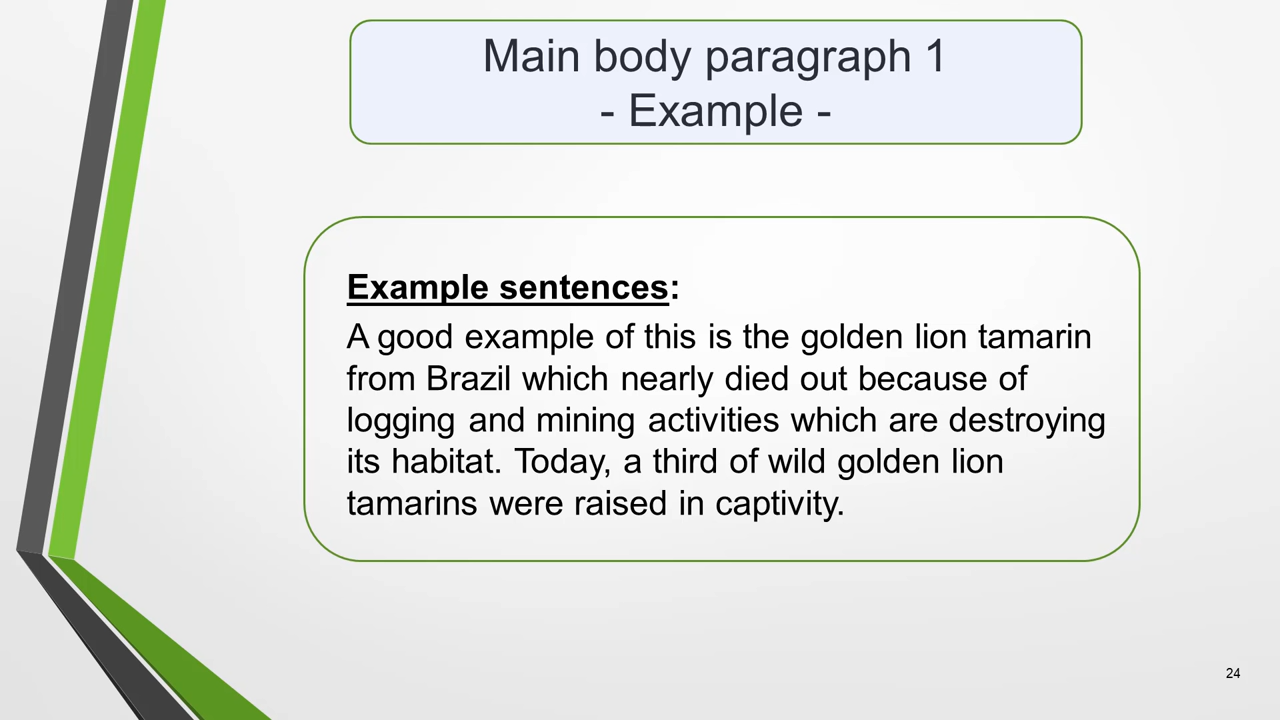 Main body paragraph 1
- Example -
Example sentences:
A good example of this is the golden lion tamarin
from Brazil which nearly died out because of
logging and mining activities which are destroying
its habitat. Today, a third of wild golden lion
tamarins were raised in captivity.
24